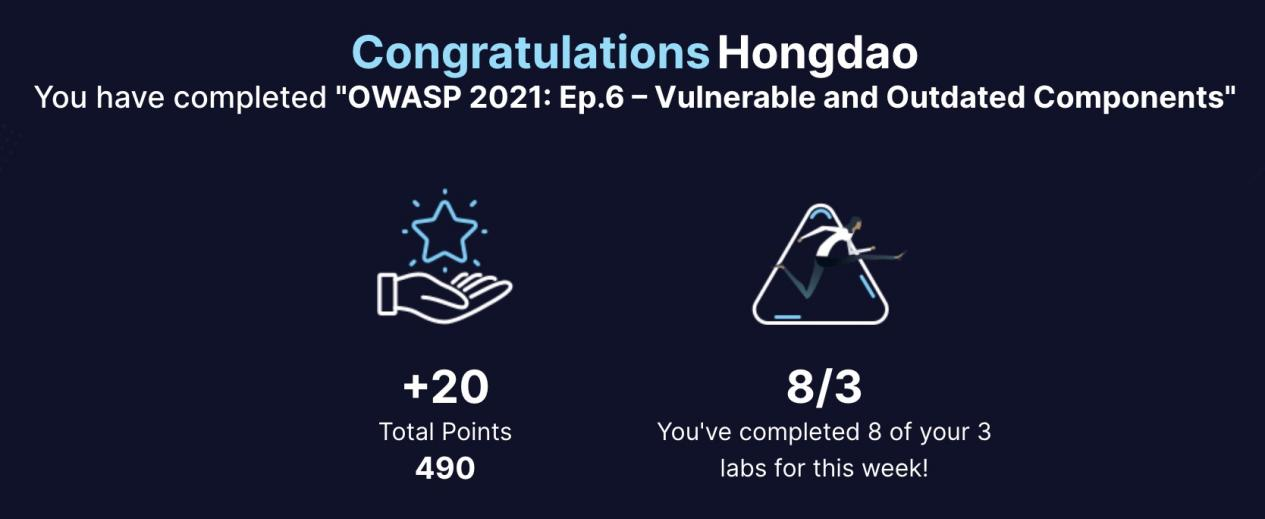 Congratulations Hongdao
You have completed "OWASP 2021: Ep.6 – Vulnerable and Outdated Components"
+20
Total Points
490
8/3
You've completed 8 of your 3
labs for this week!